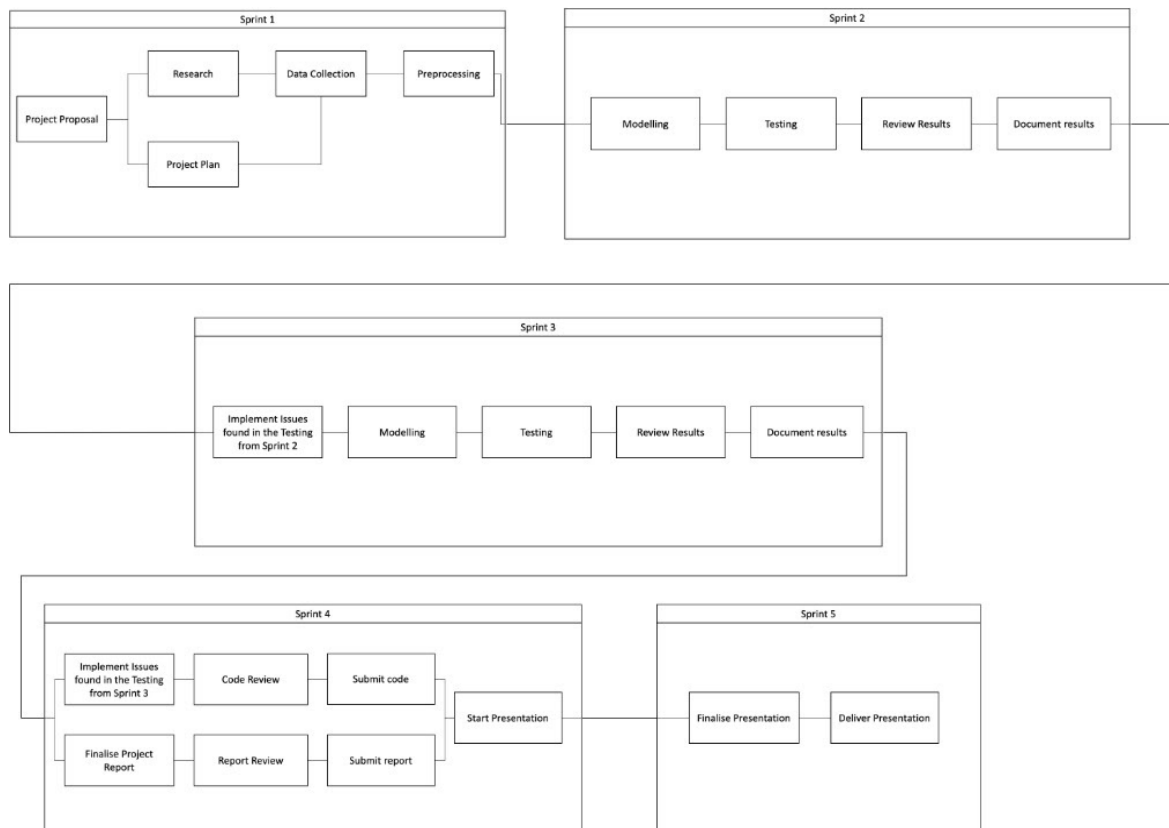 Sprint 1
Project Proposal
Research
Project Plan
Data Collection
Preprocessing
Sprint 2
Modelling
Testing
Review Results
Document results
Sprint 3
Implement Issues
found in the Testing
from Sprint 2
Modelling
Testing
Review Results
Document results
Sprint 4
Implement Issues
found in the Testing
from Sprint 3
Code Review
Submit code
Finalise Project
Report
Report Review
Submit report
Start Presentation
Sprint 5
Finalise Presentation
Deliver Presentation